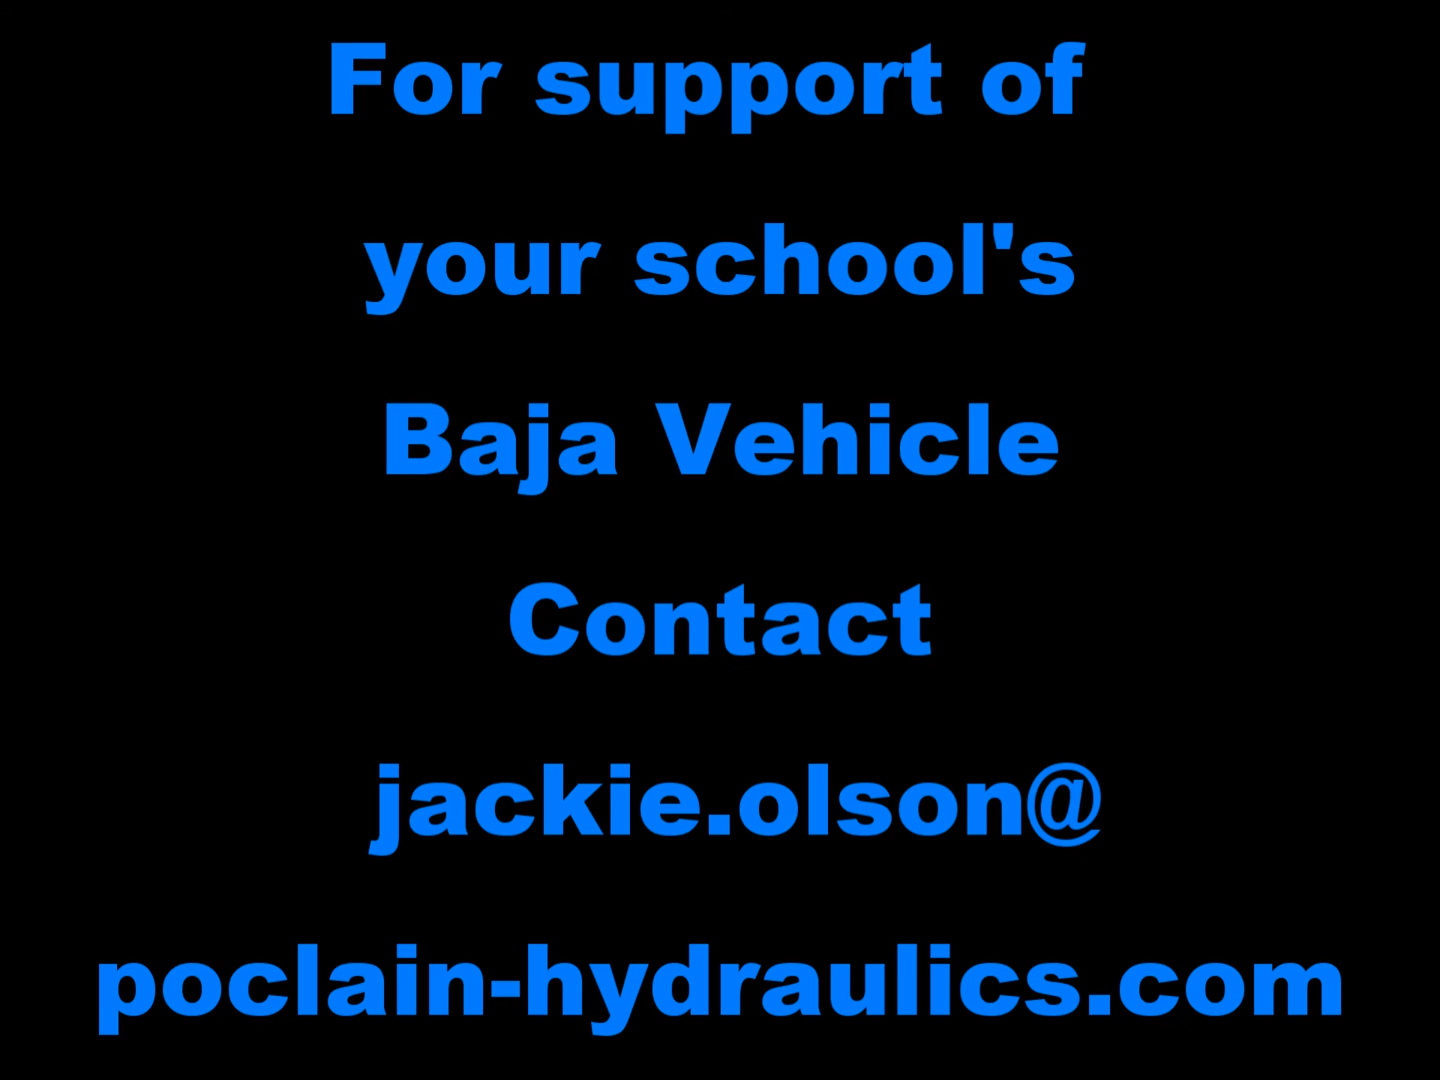 For support of
your school's
Baja Vehicle
Contact
jackie.olson@
poclain-hydraulics.com